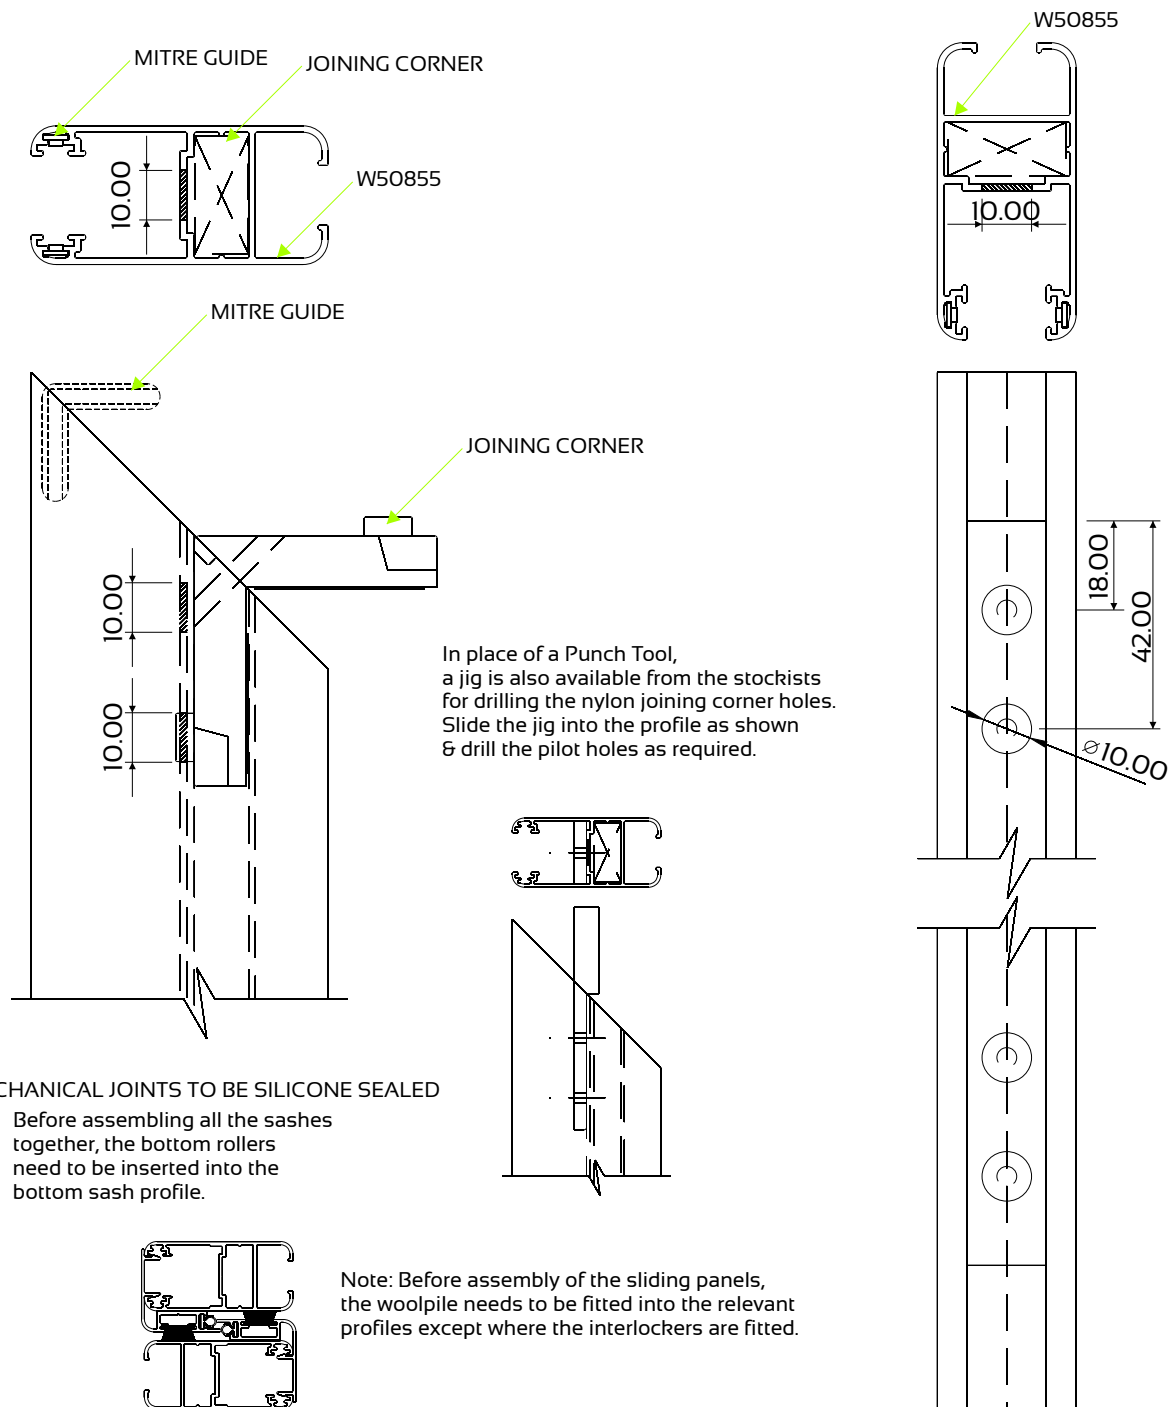 W50855
MITRE GUIDE
JOINING CORNER
10.00
W50855
10.00
MITRE GUIDE
JOINING CORNER
10.00
10.00
18.00
42.00
⌀10.00
In place of a Punch Tool,
a jig is also available from the stockists
for drilling the nylon joining corner holes.
Slide the jig into the profile as shown
& drill the pilot holes as required.
CHANICAL JOINTS TO BE SILICONE SEALED
Before assembling all the sashes
together, the bottom rollers
need to be inserted into the
bottom sash profile.
Note: Before assembly of the sliding panels,
the woolpile needs to be fitted into the relevant
profiles except where the interlockers are fitted.